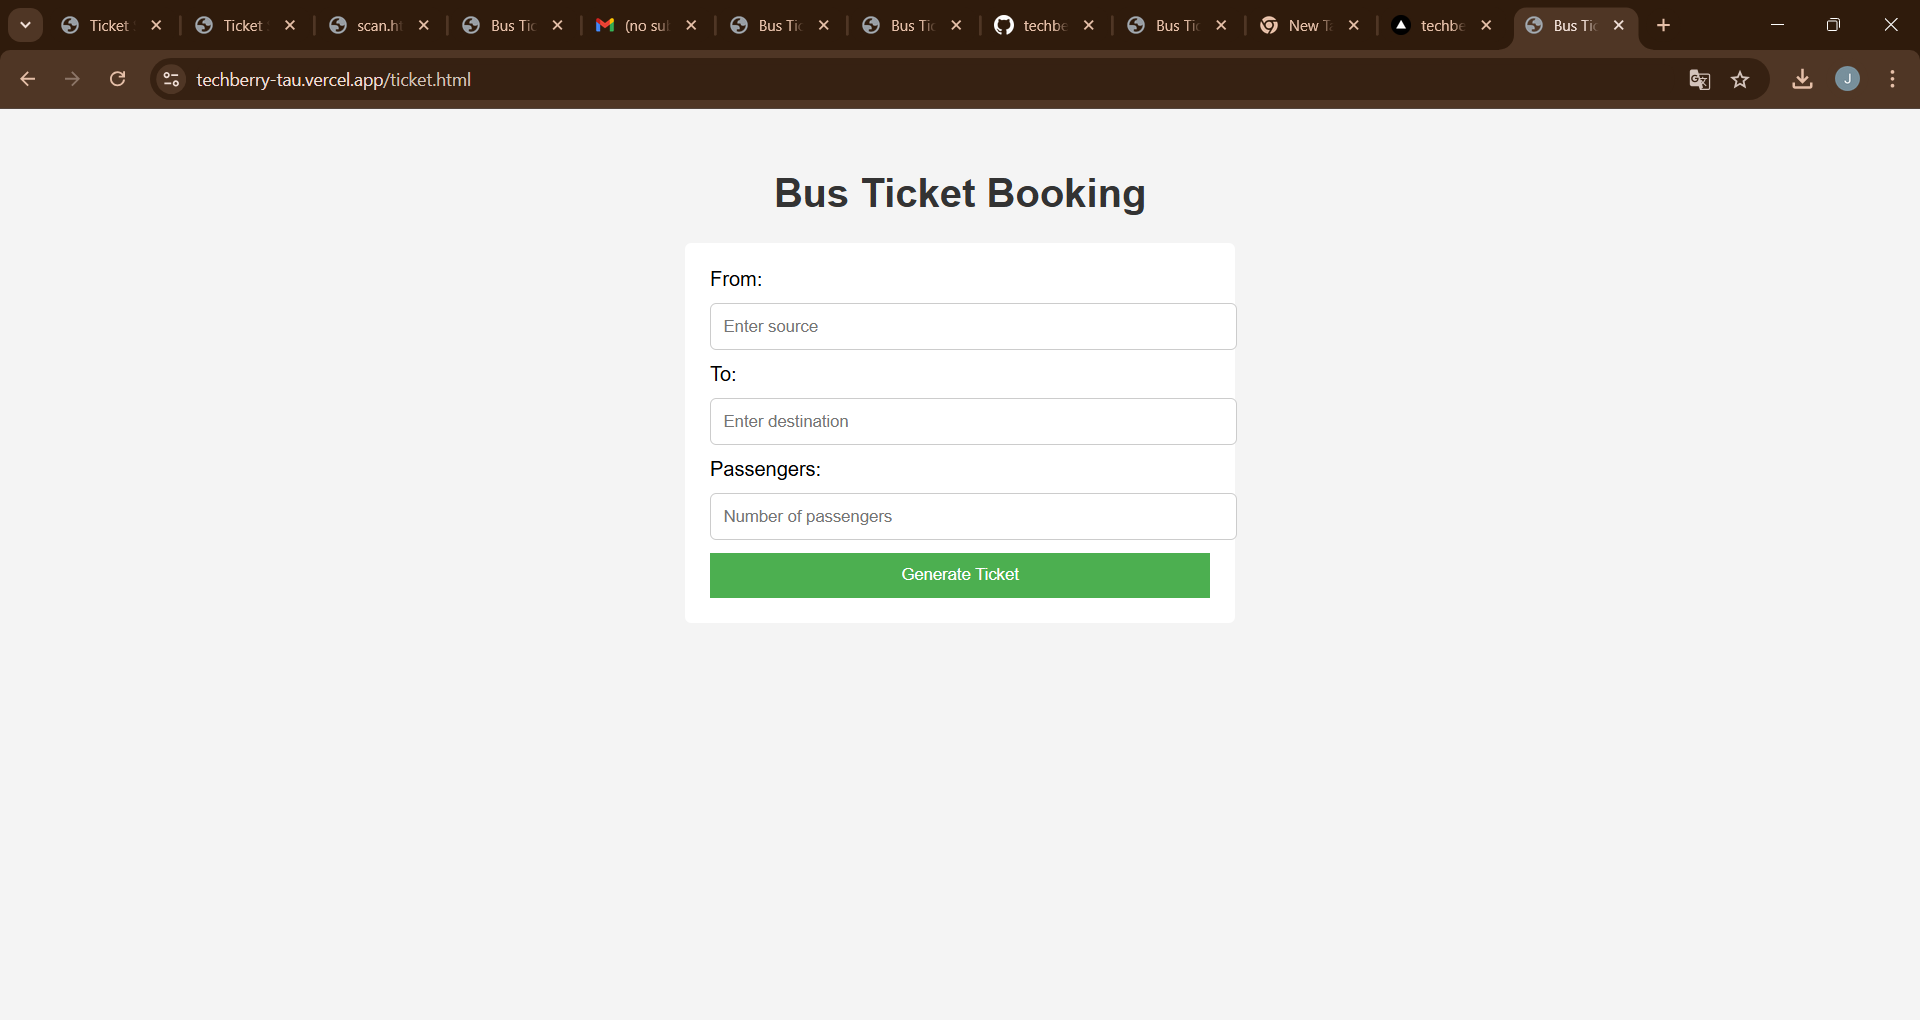 Ticket
Ticket
scan.ht
Bus Tic
(no sub
Bus Tic
Bus Tic
techbe
Bus Tic
New Ta
techbe
Bus Tic
techberry-tau.vercel.app/ticket.html
J
Bus Ticket Booking
From:
Enter source
To:
Enter destination
Passengers:
Number of passengers
Generate Ticket